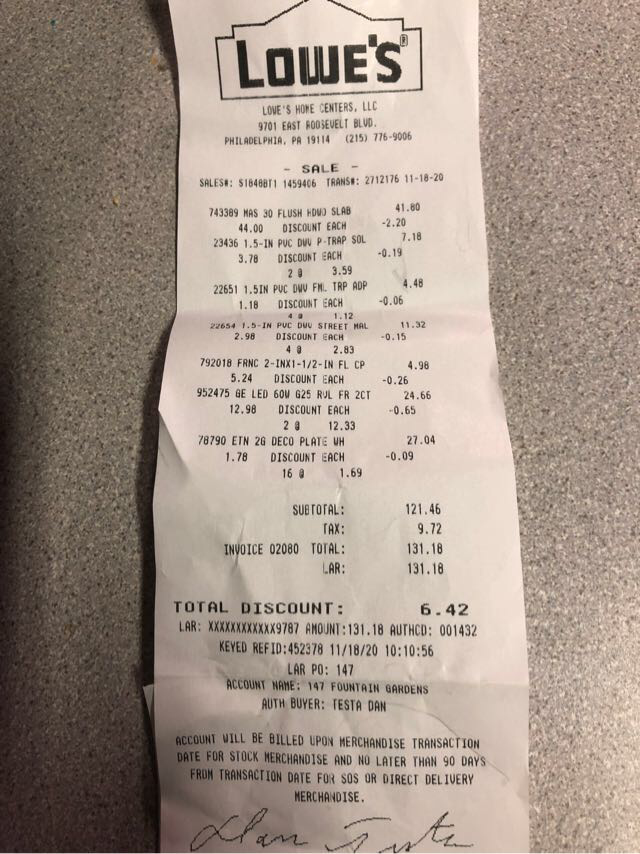 LOWE'S®
LOWE'S HOME CENTERS, LLC
9701 EAST ROOSEVELT BLVD.
PHILADELPHIA, PA 19114 (215) 776-9006
- SALE -
SALES#: S1848BT1 1459406 TRANS#: 2712176 11-18-20
743389 MAS 30 FLUSH HDWD SLAB 41.80
44.00 DISCOUNT EACH -2.20
23436 1.5-IN PVC DWV P-TRAP SOL 7.18
3.78 DISCOUNT EACH -0.19
2 @ 3.59
22651 1.5IN PVC DWV FML TRP ADP 4.48
1.18 DISCOUNT EACH -0.06
4 @ 1.12
22654 1.5-IN PVC DWV STREET MAL 11.32
2.98 DISCOUNT EACH -0.15
4 @ 2.83
792018 FRNC 2-INX1-1/2-IN FL CP 4.98
5.24 DISCOUNT EACH -0.26
952475 GE LED 60W G25 RVL FR 2CT 24.66
12.98 DISCOUNT EACH -0.65
2 @ 12.33
78790 ETN 2G DECO PLATE WH 27.04
1.78 DISCOUNT EACH -0.09
16 @ 1.69
SUBTOTAL: 121.46
TAX: 9.72
INVOICE 02080 TOTAL: 131.18
LAR: 131.18
TOTAL DISCOUNT: 6.42
LAR: XXXXXXXXXXXX9787 AMOUNT:131.18 AUTHCD: 001432
KEYED REFID:452378 11/18/20 10:10:56
LAR PO: 147
ACCOUNT NAME: 147 FOUNTAIN GARDENS
AUTH BUYER: TESTA DAN
ACCOUNT WILL BE BILLED UPON MERCHANDISE TRANSACTION
DATE FOR STOCK MERCHANDISE AND NO LATER THAN 90 DAYS
FROM TRANSACTION DATE FOR SOS OR DIRECT DELIVERY
MERCHANDISE.
Dan Testa